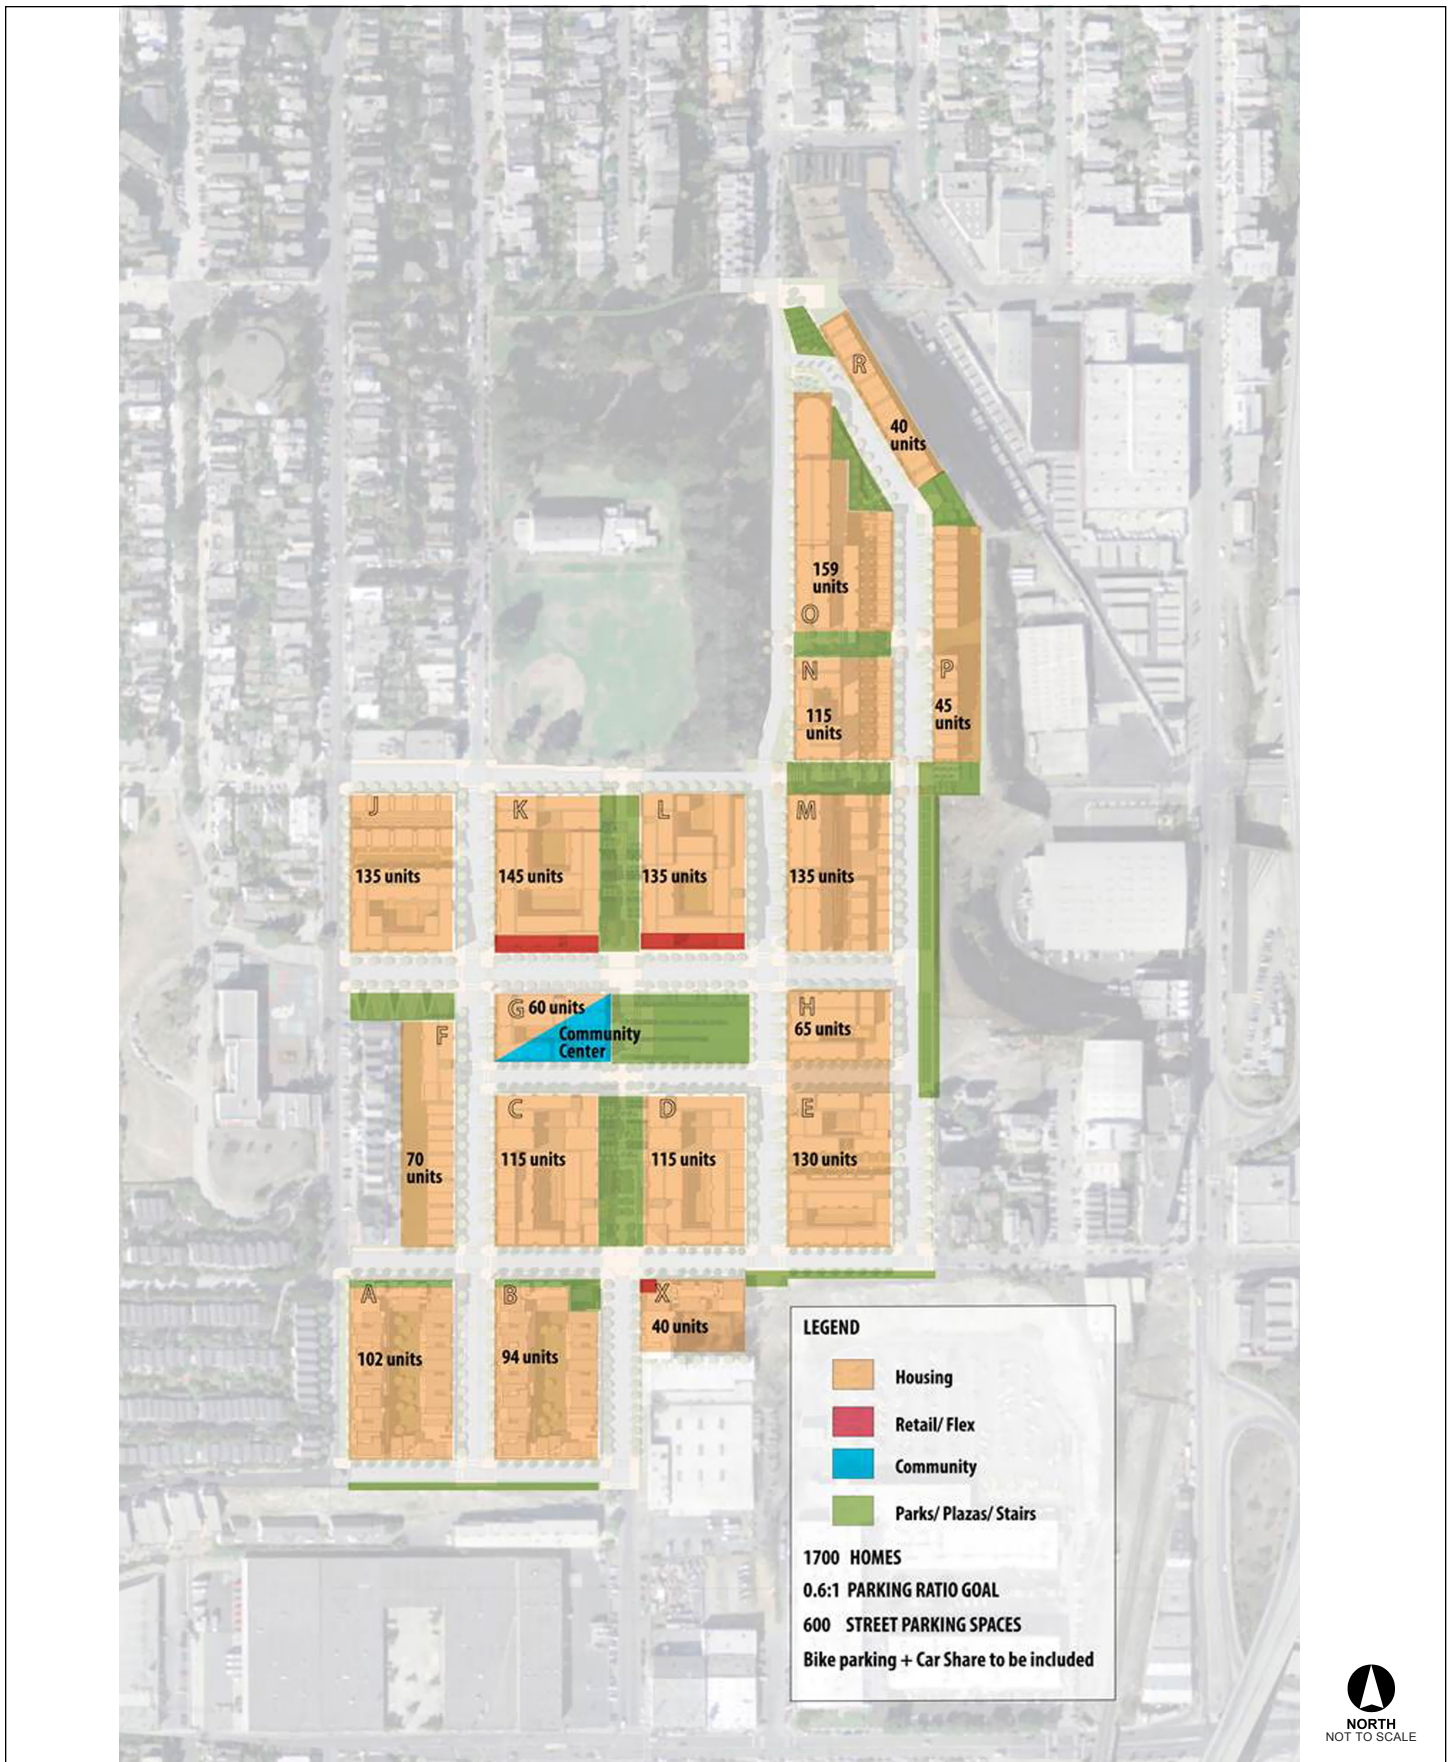 R
40
units
159
units
O
N
115
units
P
45
units
J
135 units
K
145 units
L
135 units
M
135 units
G 60 units
Community
Center
H
65 units
F
70
units
C
115 units
D
115 units
E
130 units
A
102 units
B
94 units
X
40 units
LEGEND
Housing
Retail/ Flex
Community
Parks/ Plazas/ Stairs
1700 HOMES
0.6:1 PARKING RATIO GOAL
600 STREET PARKING SPACES
Bike parking + Car Share to be included
NORTH
NOT TO SCALE